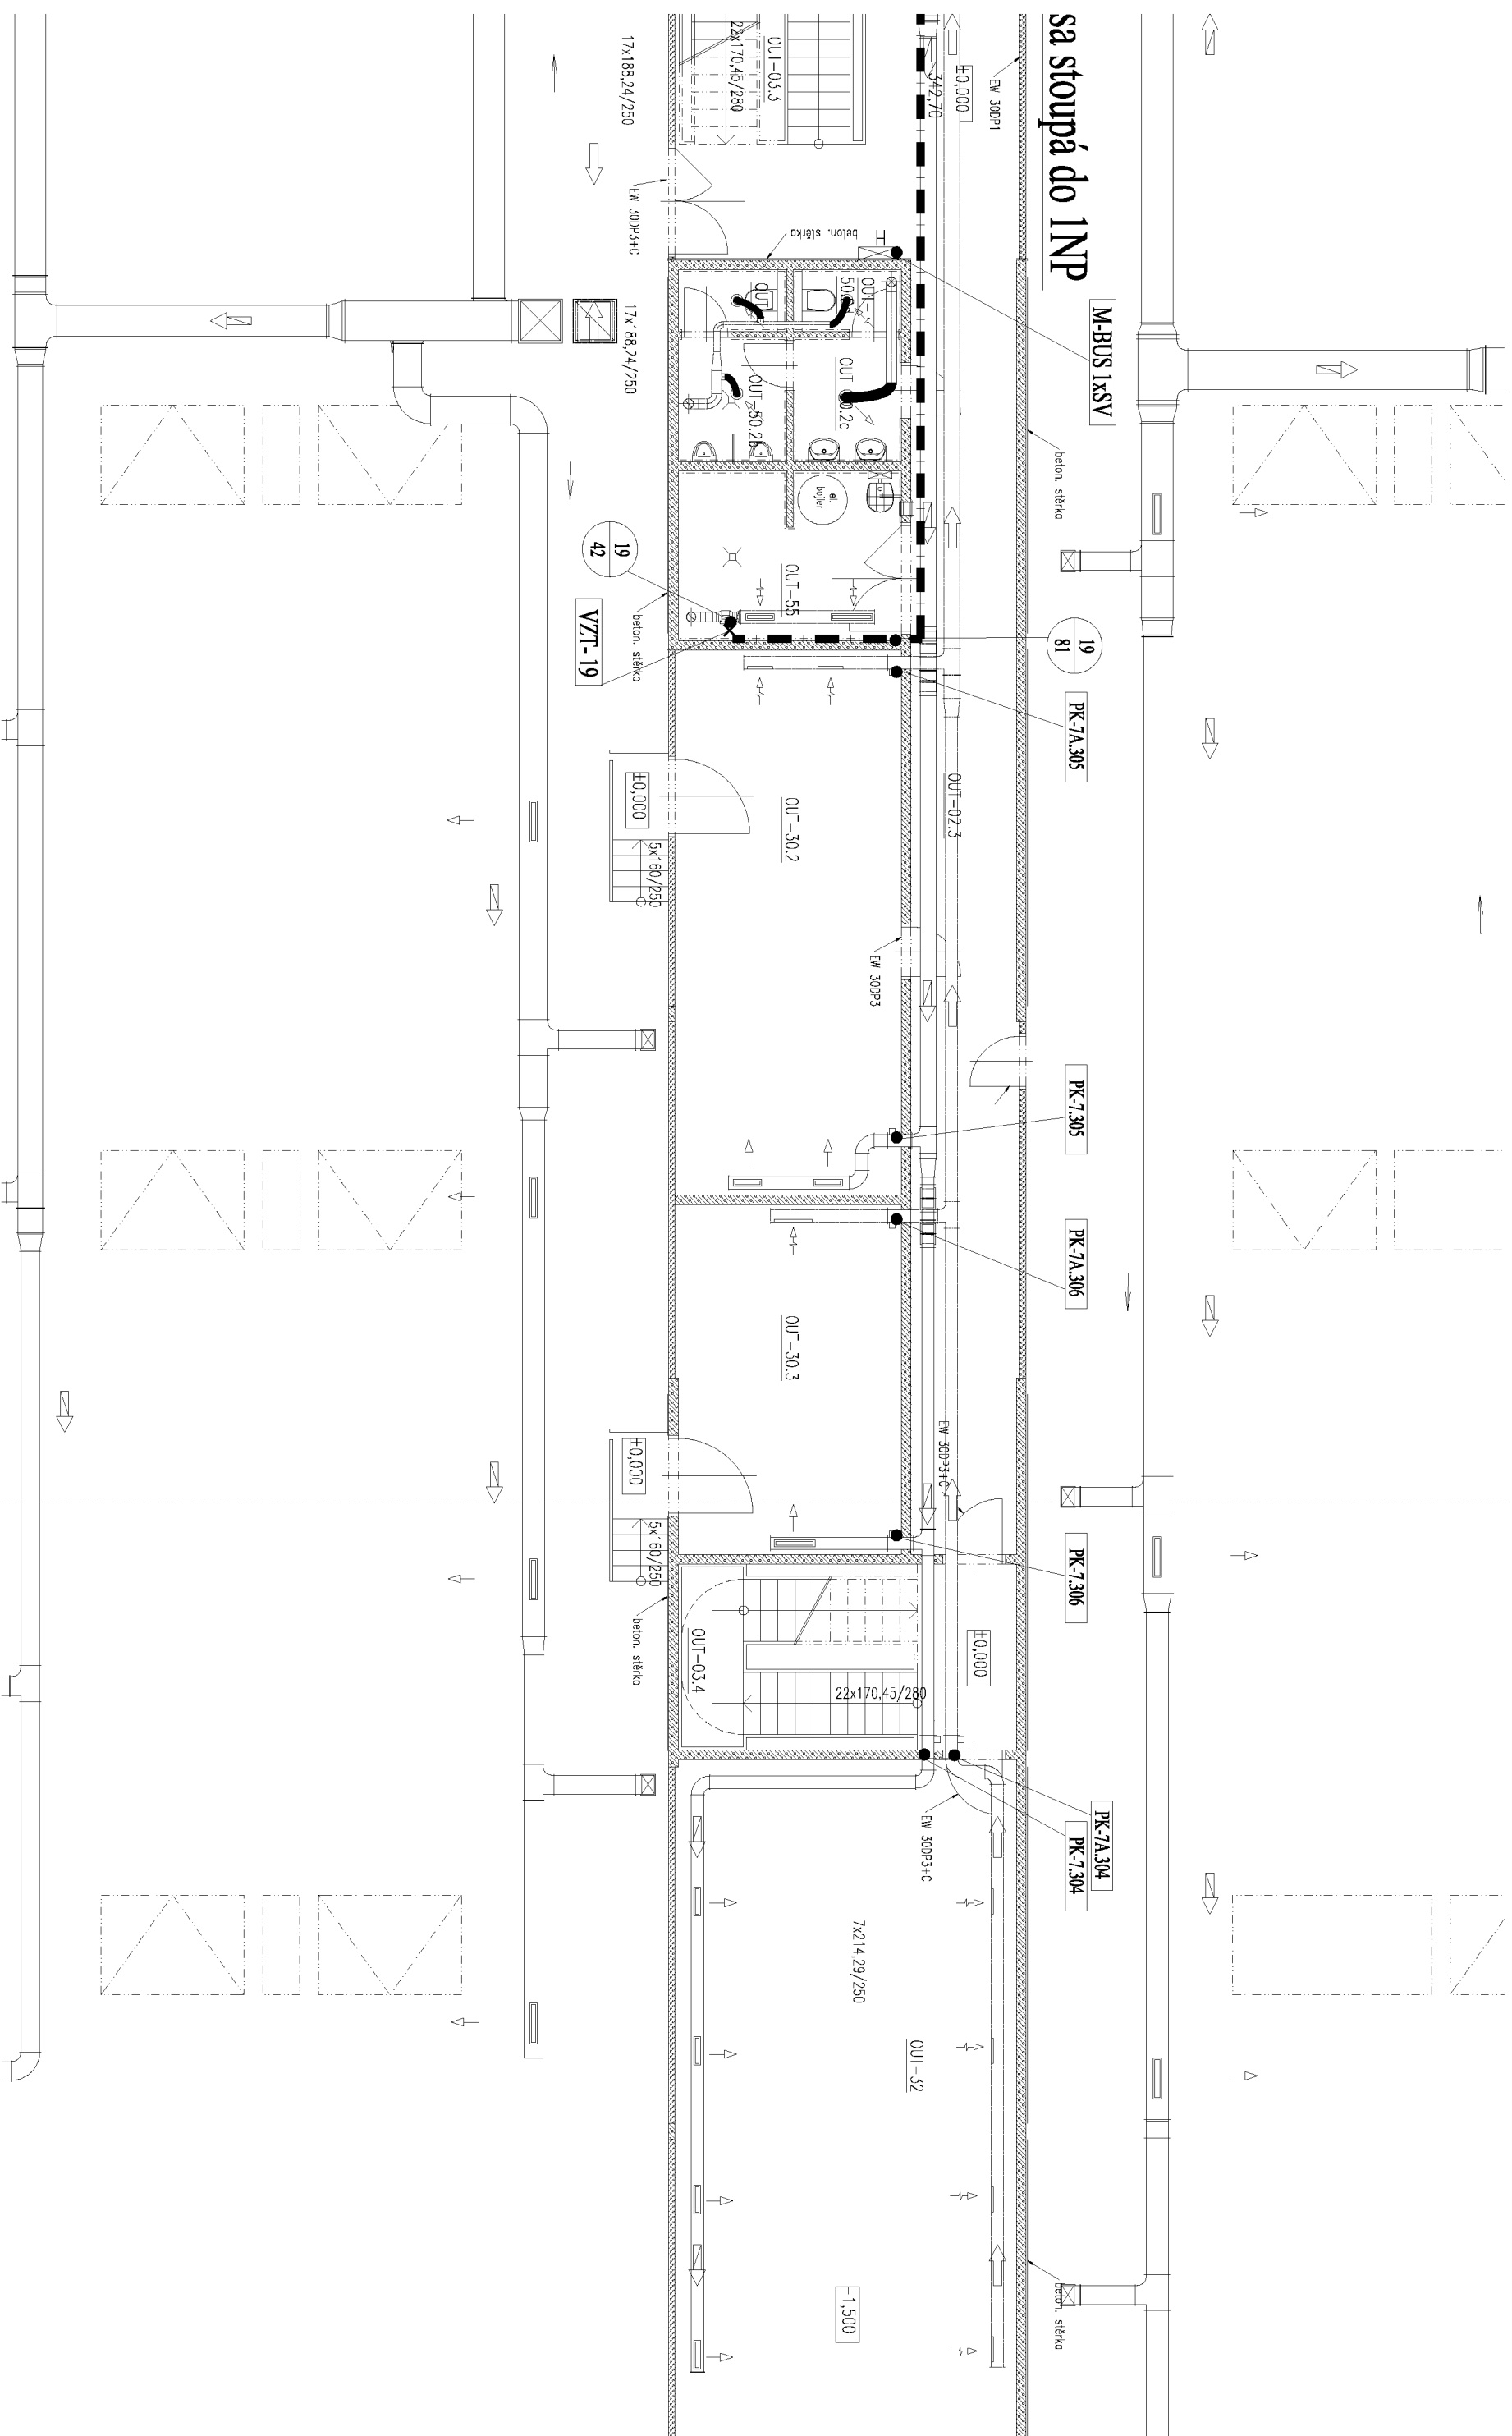 sa stoupá do 1NP
M-BUS 1xSV
EW 30DP1
±0,000
342,70
OUT-03.3
22x170,45/280
17x188,24/250
EW 30DP3+C
beton. stěrka
H
17x188,24/250
OUT-
OUT
OUT-50.2b
beton. stěrka
el.
bojler
OUT-55
19
42
VZT-19
beton. stěrka
19
81
PK-7A.305
OUT-02.3
OUT-30.2
±0,000
5x160/250
EW 30DP3
PK-7.305
PK-7A.306
OUT-30.3
±0,000
5x160/250
EW 30DP3+C
PK-7.306
beton. stěrka
OUT-03.4
22x170,45/280
±0,000
PK-7A.304
PK-7.304
EW 30DP3+C
7x214,29/250
OUT-32
-1,500
beton. stěrka